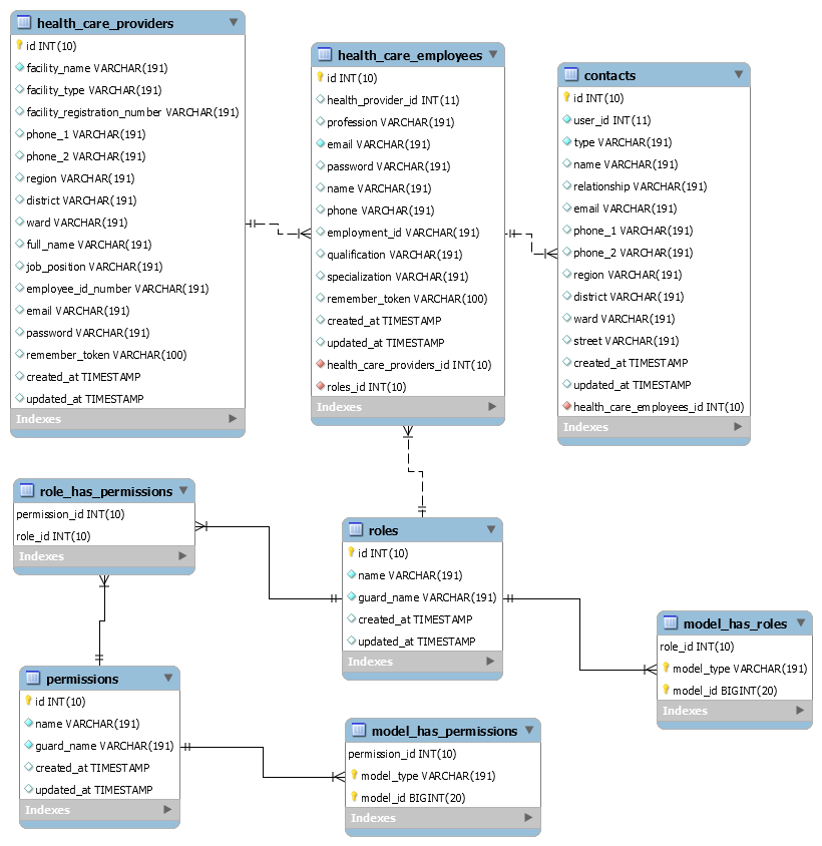 health_care_providers
id INT(10)
facility_name VARCHAR(191)
facility_type VARCHAR(191)
facility_registration_number VARCHAR(191)
phone_1 VARCHAR(191)
phone_2 VARCHAR(191)
region VARCHAR(191)
district VARCHAR(191)
ward VARCHAR(191)
full_name VARCHAR(191)
job_position VARCHAR(191)
employee_id_number VARCHAR(191)
email VARCHAR(191)
password VARCHAR(191)
remember_token VARCHAR(100)
created_at TIMESTAMP
updated_at TIMESTAMP
Indexes
health_care_employees
id INT(10)
health_provider_id INT(11)
profession VARCHAR(191)
email VARCHAR(191)
password VARCHAR(191)
name VARCHAR(191)
phone VARCHAR(191)
employment_id VARCHAR(191)
qualification VARCHAR(191)
specialization VARCHAR(191)
remember_token VARCHAR(100)
created_at TIMESTAMP
updated_at TIMESTAMP
health_care_providers_id INT(10)
roles_id INT(10)
Indexes
contacts
id INT(10)
user_id INT(11)
type VARCHAR(191)
name VARCHAR(191)
relationship VARCHAR(191)
email VARCHAR(191)
phone_1 VARCHAR(191)
phone_2 VARCHAR(191)
region VARCHAR(191)
district VARCHAR(191)
ward VARCHAR(191)
street VARCHAR(191)
created_at TIMESTAMP
updated_at TIMESTAMP
health_care_employees_id INT(10)
Indexes
role_has_permissions
permission_id INT(10)
role_id INT(10)
Indexes
roles
id INT(10)
name VARCHAR(191)
guard_name VARCHAR(191)
created_at TIMESTAMP
updated_at TIMESTAMP
Indexes
model_has_roles
role_id INT(10)
model_type VARCHAR(191)
model_id BIGINT(20)
Indexes
permissions
id INT(10)
name VARCHAR(191)
guard_name VARCHAR(191)
created_at TIMESTAMP
updated_at TIMESTAMP
Indexes
model_has_permissions
permission_id INT(10)
model_type VARCHAR(191)
model_id BIGINT(20)
Indexes